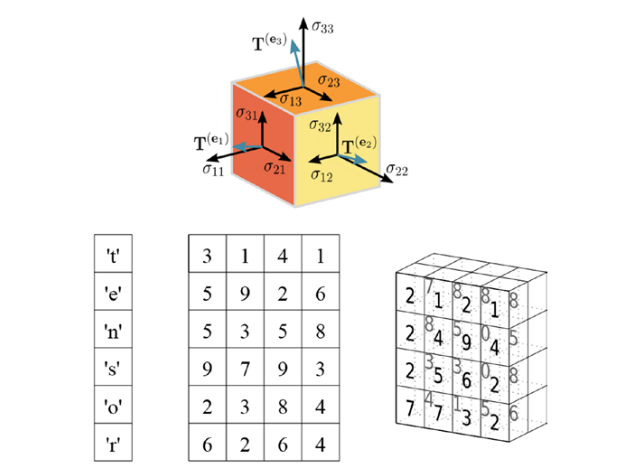 σ33
T(e3)
σ23
σ13
σ31
σ32
T(e1)
T(e2)
σ11
σ21
σ12
σ22
't' 3 1 4 1
'e' 5 9 2 6
'n' 5 3 5 8
's' 9 7 9 3
'o' 2 3 8 4
'r' 6 2 6 4
2 7 1 8 2 8 1 8
2 8 4 5 9 0 4 5
2 3 5 3 6 0 2 8
7 4 7 1 3 5 2 6